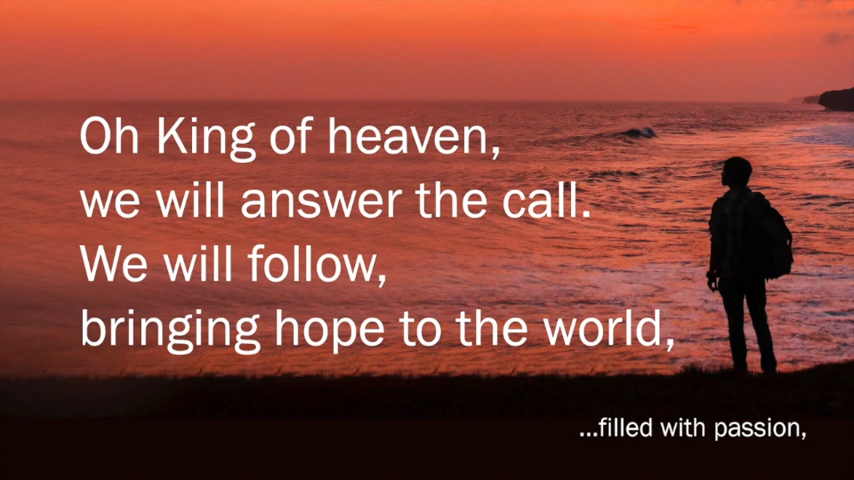 Oh King of heaven,
we will answer the call.
We will follow,
bringing hope to the world,
...filled with passion,